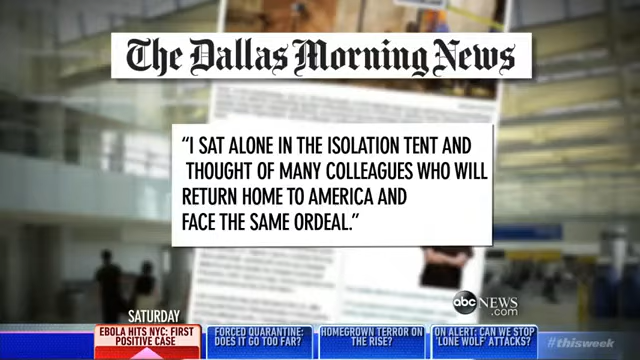 The Dallas Morning News
“I SAT ALONE IN THE ISOLATION TENT AND
THOUGHT OF MANY COLLEAGUES WHO WILL
RETURN HOME TO AMERICA AND
FACE THE SAME ORDEAL.”
abc NEWS
.com
SATURDAY
EBOLA HITS NYC: FIRST
POSITIVE CASE
FORCED QUARANTINE:
DOES IT GO TOO FAR?
HOMEGROWN TERROR ON
THE RISE?
ON ALERT: CAN WE STOP
'LONE WOLF' ATTACKS?
#thisweek